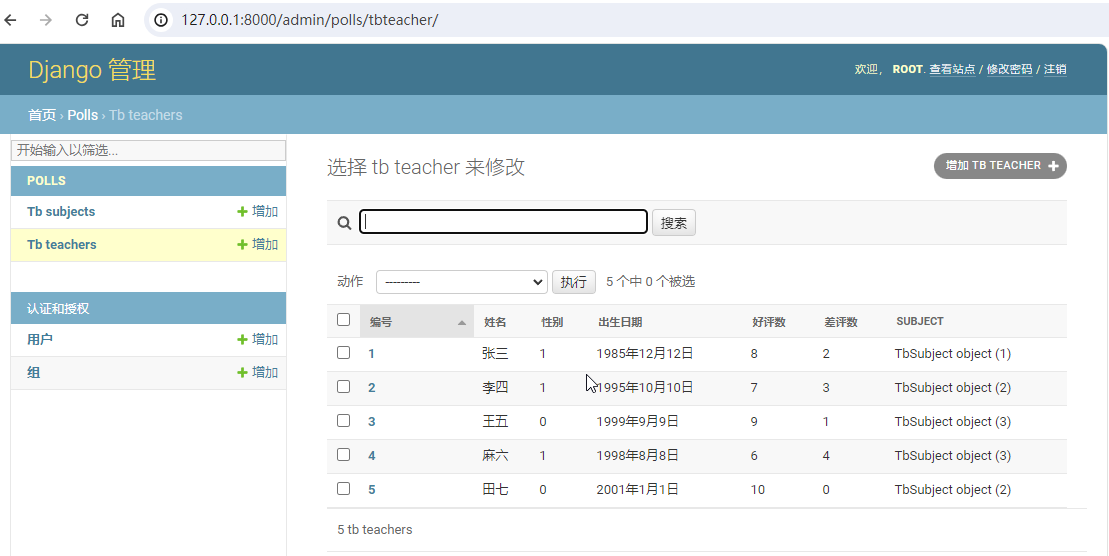 127.0.0.1:8000/admin/polls/tbteacher/
Django 管理
欢迎， ROOT. 查看站点 / 修改密码 / 注销
首页 › Polls › Tb teachers
开始输入以筛选...
POLLS
Tb subjects 增加
Tb teachers 增加
认证和授权
用户 增加
组 增加
选择 tb teacher 来修改
增加 TB TEACHER
搜索
动作 --------- 执行 5 个中 0 个被选
编号 姓名 性别 出生日期 好评数 差评数 SUBJECT
1 张三 1 1985年12月12日 8 2 TbSubject object (1)
2 李四 1 1995年10月10日 7 3 TbSubject object (2)
3 王五 0 1999年9月9日 9 1 TbSubject object (3)
4 麻六 1 1998年8月8日 6 4 TbSubject object (3)
5 田七 0 2001年1月1日 10 0 TbSubject object (2)
5 tb teachers